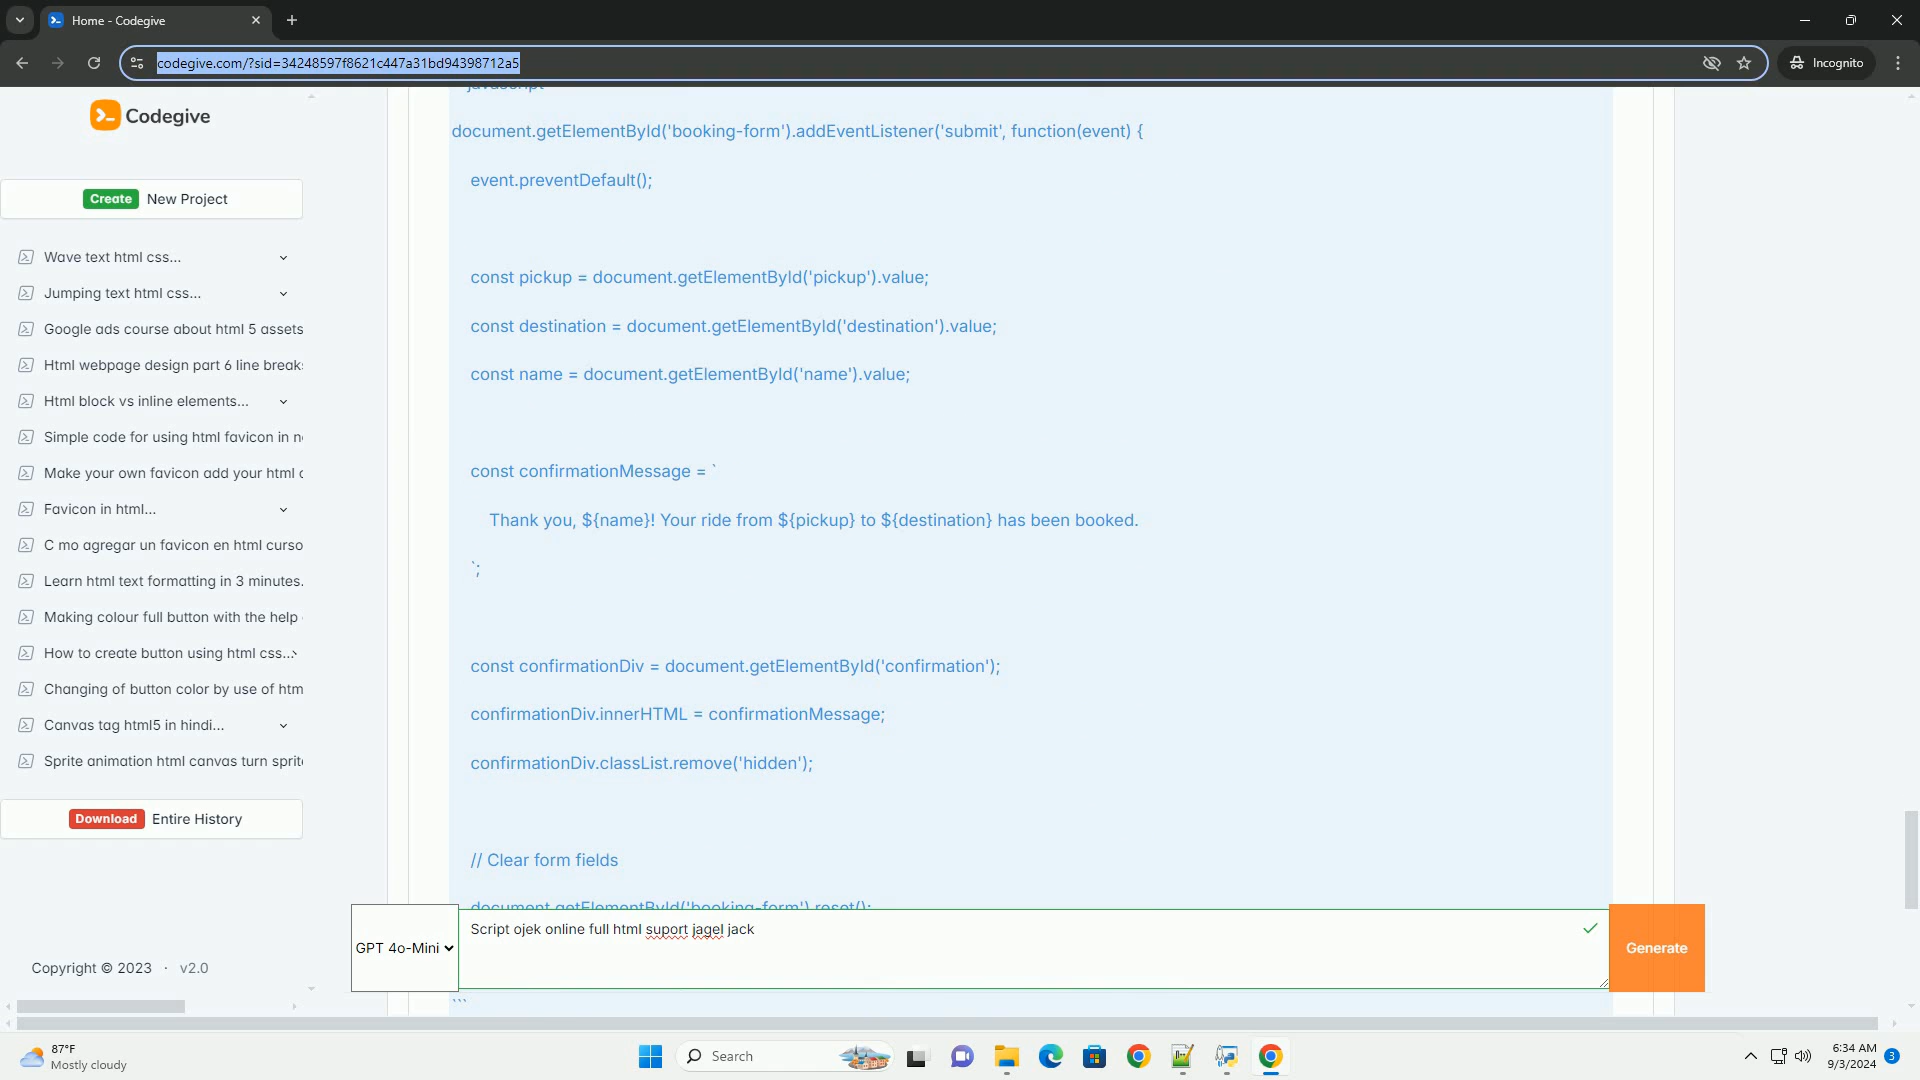 Home - Codegive
codegive.com/?sid=34248597f8621c447a31bd94398712a5
Incognito
Codegive
Create New Project
Wave text html css...
Jumping text html css...
Google ads course about html 5 assets
Html webpage design part 6 line break
Html block vs inline elements...
Simple code for using html favicon in n
Make your own favicon add your html c
Favicon in html...
C mo agregar un favicon en html curso
Learn html text formatting in 3 minutes.
Making colour full button with the help
How to create button using html css...
Changing of button color by use of htm
Canvas tag html5 in hindi...
Sprite animation html canvas turn sprit
Download Entire History
Copyright © 2023 · v2.0
javascript
document.getElementById('booking-form').addEventListener('submit', function(event) {
event.preventDefault();
const pickup = document.getElementById('pickup').value;
const destination = document.getElementById('destination').value;
const name = document.getElementById('name').value;
const confirmationMessage = `
Thank you, ${name}! Your ride from ${pickup} to ${destination} has been booked.
`;
const confirmationDiv = document.getElementById('confirmation');
confirmationDiv.innerHTML = confirmationMessage;
confirmationDiv.classList.remove('hidden');
// Clear form fields
document.getElementById('booking-form').reset();
GPT 4o-Mini
Script ojek online full html suport jagel jack
Generate
```
87°F
Mostly cloudy
Search
6:34 AM
9/3/2024
3